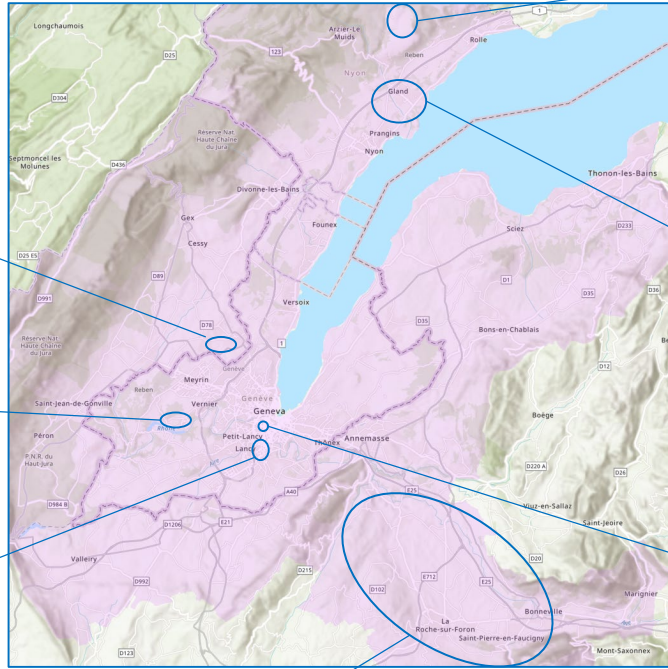 Longchaumois
Arzier-Le
Muids
Rolle
1
D25
123
Reben
Nyon
Gland
D304
Réserve Nat
Haute Chaîne
du Jura
Prangins
Nyon
Septmoncel les
Molunes
D436
Thonon-les-Bains
Divonne-les-Bains
Gex
Founex
D233
Sciez
Cessy
D25 E5
D89
D1
D36
D991
Versoix
D35
D35
D78
1
Bons-en-Chablais
Réserve Nat
Haute Chaîne
du Jura
Genève
D12
Meyrin
Reben
Genève
Saint-Jean-de-Gonville
Vernier
Geneva
Boëge
Rhône
Péron
Petit-Lancy
Thônex
Annemasse
Lancy
P.N.R. du
Haut-Jura
D220 A
D26
A40
E25
D984 B
Viuz-en-Sallaz
D1206
E21
Saint-Jeoire
Valleiry
D20
D215
E712
D992
D102
E25
Marignier
Bonneville
La
Roche-sur-Foron
Saint-Pierre-en-Faucigny
D123
Mont-Saxonnex